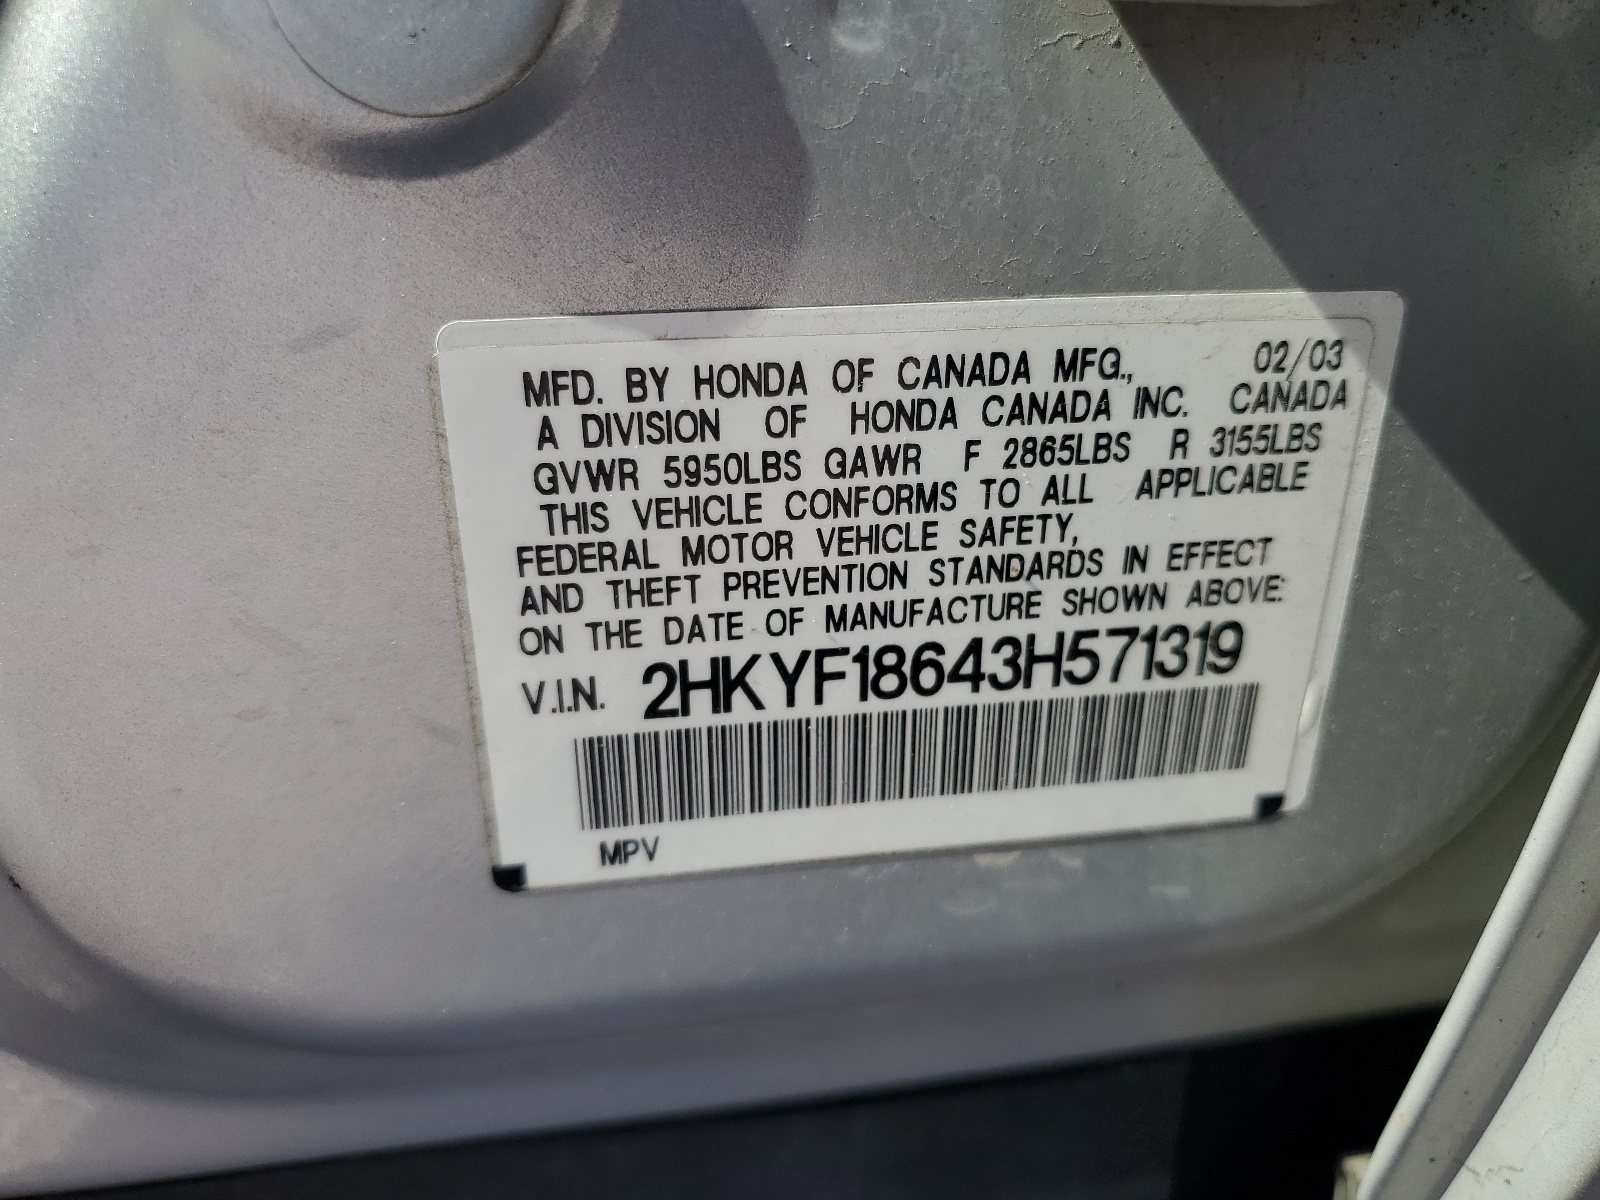 MFD. BY HONDA OF CANADA MFG., 02/03
A DIVISION OF HONDA CANADA INC. CANADA
GVWR 5950LBS GAWR F 2865LBS R 3155LBS
THIS VEHICLE CONFORMS TO ALL APPLICABLE
FEDERAL MOTOR VEHICLE SAFETY,
AND THEFT PREVENTION STANDARDS IN EFFECT
ON THE DATE OF MANUFACTURE SHOWN ABOVE:
V.I.N. 2HKYF18643H571319
MPV